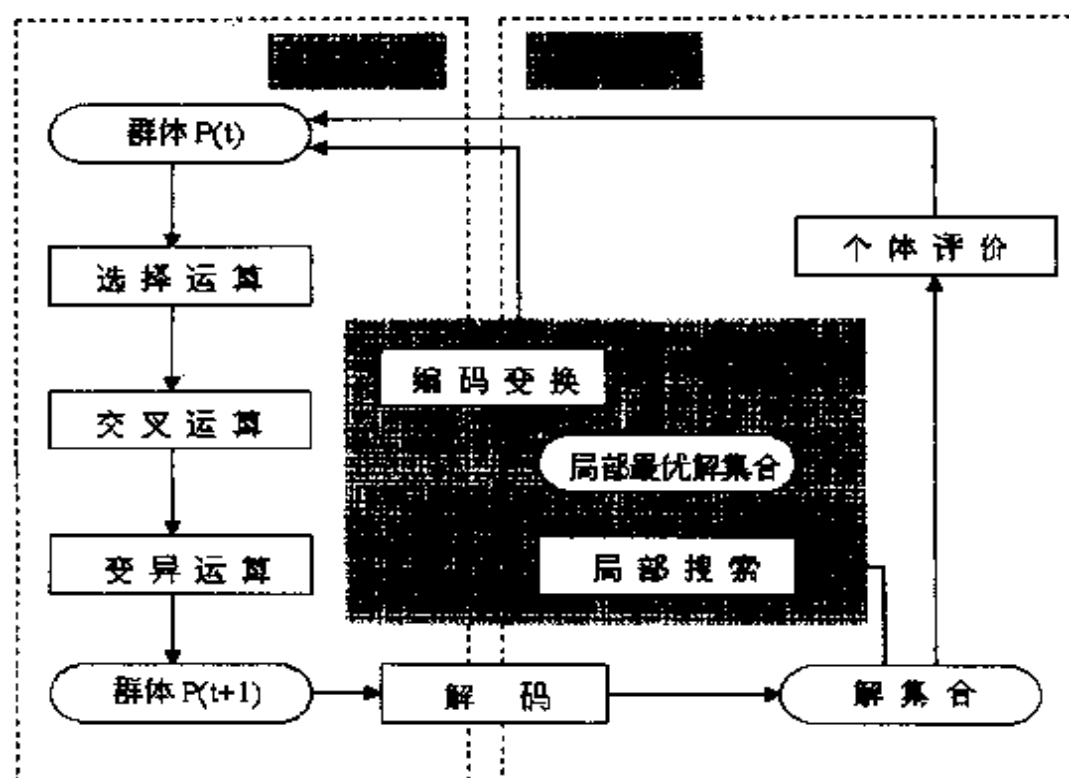 群体 P(t)
选择运算
个体评价
编码变换
交叉运算
局部最优解集合
变异运算
局部搜索
群体 P(t+1)
解码
解集合